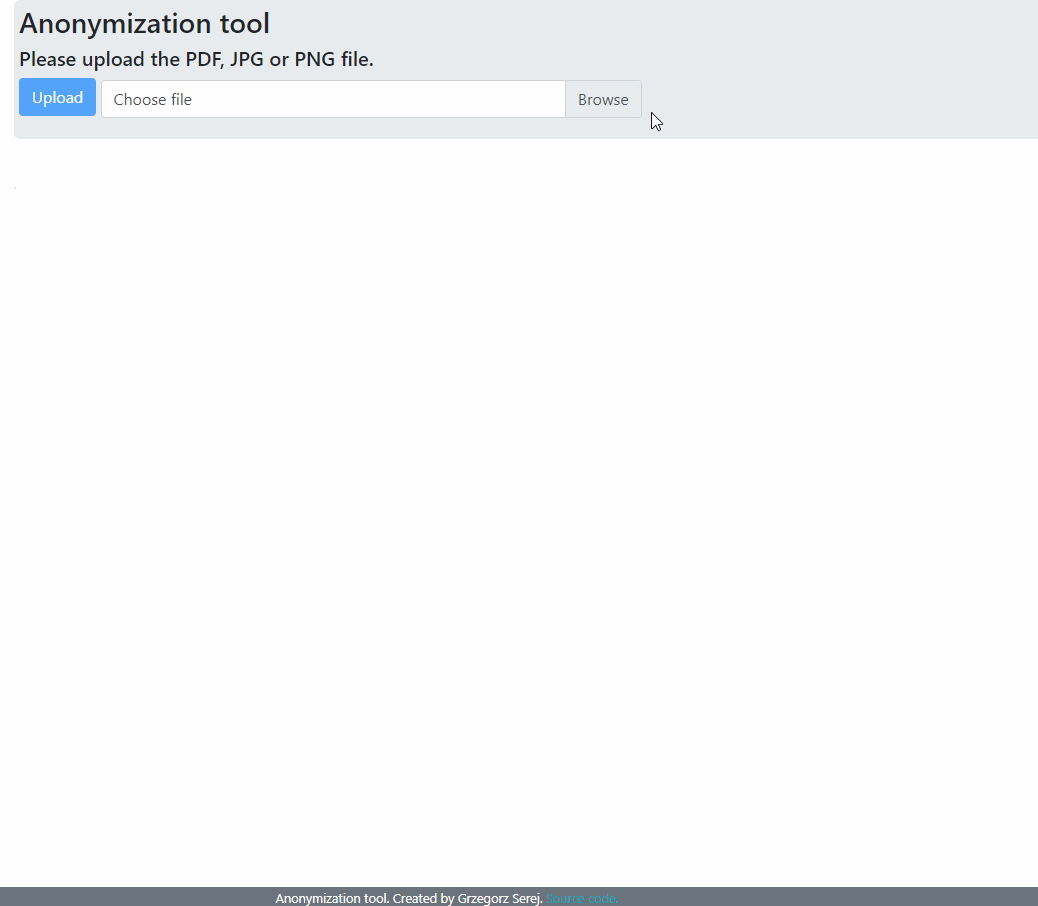 Anonymization tool
Please upload the PDF, JPG or PNG file.
Upload Choose file Browse
Anonymization tool. Created by Grzegorz Serej. Source code.